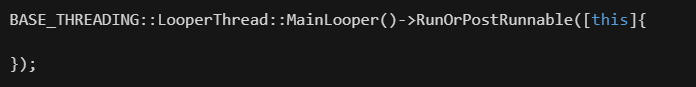 BASE_THREADING::LooperThread::MainLooper()->RunOrPostRunnable([this]{
});